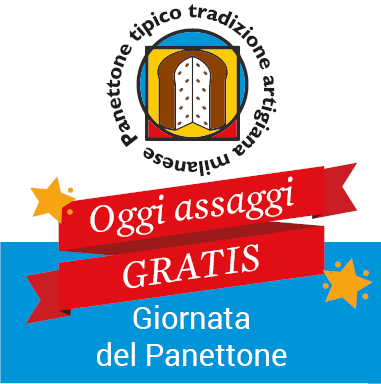 Panettone tipico tradizione artigiana milanese
Oggi assaggi
GRATIS
Giornata
del Panettone